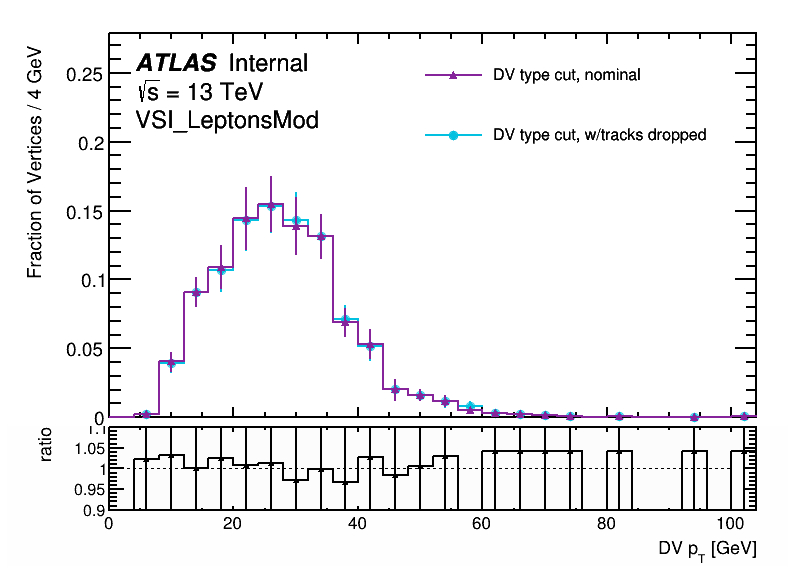 ATLAS Internal
√s = 13 TeV
VSI_LeptonsMod
DV type cut, nominal
DV type cut, w/tracks dropped
Fraction of Vertices / 4 GeV
0.25
0.2
0.15
0.1
0.05
0
ratio
1.1
1.05
1
0.95
0.9
0 20 40 60 80 100
DV p_T [GeV]